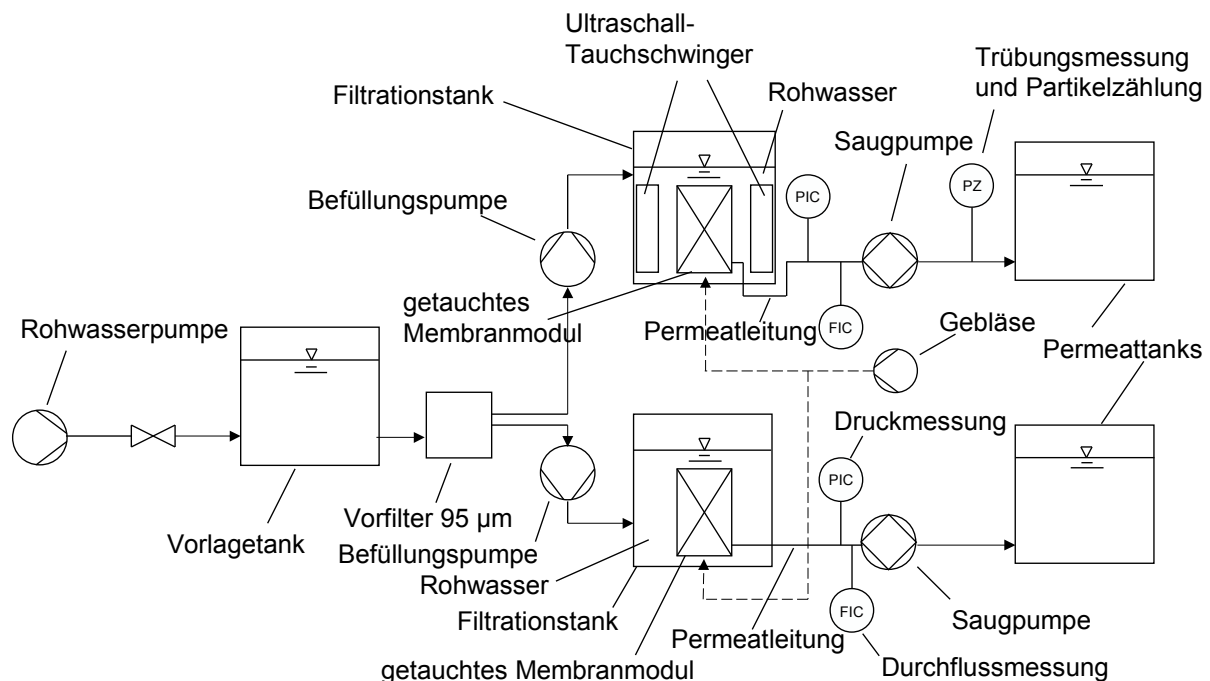 Ultraschall-
Tauchschwinger
Trübungsmessung
und Partikelzählung
Filtrationstank
Rohwasser
Saugpumpe
Befüllungspumpe
PIC
PZ
getauchtes
Membranmodul
Permeatleitung
FIC
Gebläse
Permeattanks
Rohwasserpumpe
Druckmessung
PIC
Vorlagetank
Vorfilter 95 µm
Befüllungspumpe
Rohwasser
Filtrationstank
getauchtes Membranmodul
Permeatleitung
FIC
Saugpumpe
Durchflussmessung